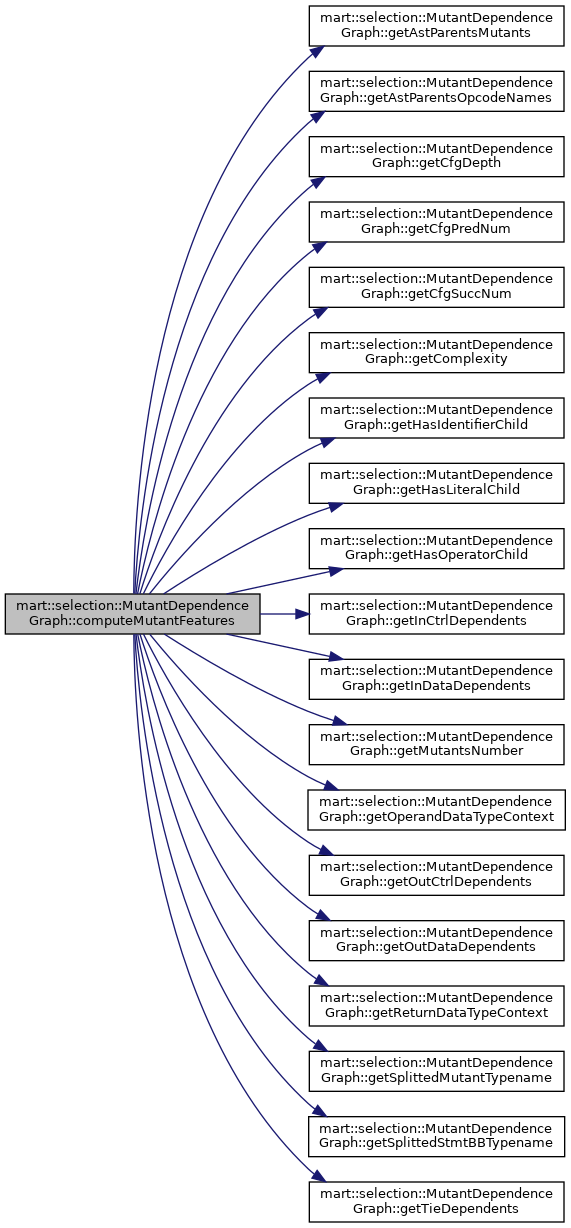 mart::selection::MutantDependence
Graph::getAstParentsMutants
mart::selection::MutantDependence
Graph::getAstParentsOpcodeNames
mart::selection::MutantDependence
Graph::getCfgDepth
mart::selection::MutantDependence
Graph::getCfgPredNum
mart::selection::MutantDependence
Graph::getCfgSuccNum
mart::selection::MutantDependence
Graph::getComplexity
mart::selection::MutantDependence
Graph::getHasIdentifierChild
mart::selection::MutantDependence
Graph::getHasLiteralChild
mart::selection::MutantDependence
Graph::getHasOperatorChild
mart::selection::MutantDependence
Graph::computeMutantFeatures
mart::selection::MutantDependence
Graph::getInCtrlDependents
mart::selection::MutantDependence
Graph::getInDataDependents
mart::selection::MutantDependence
Graph::getMutantsNumber
mart::selection::MutantDependence
Graph::getOperandDataTypeContext
mart::selection::MutantDependence
Graph::getOutCtrlDependents
mart::selection::MutantDependence
Graph::getOutDataDependents
mart::selection::MutantDependence
Graph::getReturnDataTypeContext
mart::selection::MutantDependence
Graph::getSplittedMutantTypename
mart::selection::MutantDependence
Graph::getSplittedStmtBBTypename
mart::selection::MutantDependence
Graph::getTieDependents